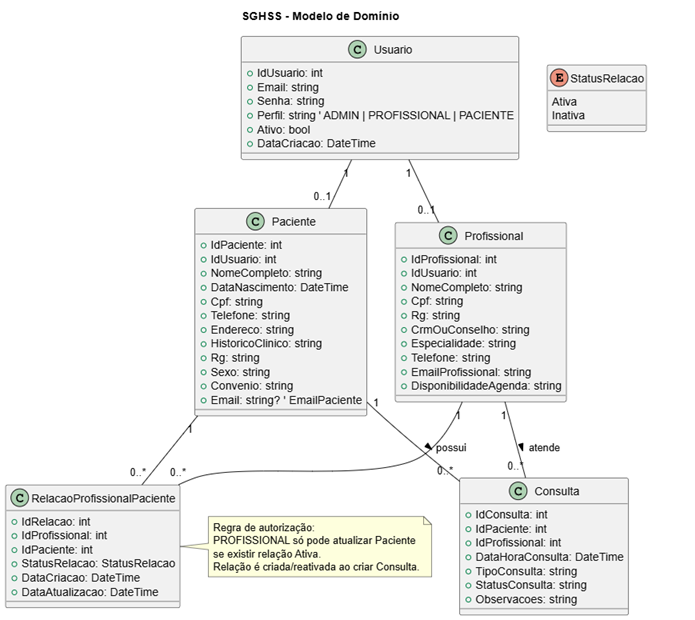 SGHSS - Modelo de Domínio
C Usuario
IdUsuario: int
Email: string
Senha: string
Perfil: string ' ADMIN | PROFISSIONAL | PACIENTE
Ativo: bool
DataCriacao: DateTime
E StatusRelacao
Ativa
Inativa
1
1
0..1
0..1
C Paciente
IdPaciente: int
IdUsuario: int
NomeCompleto: string
DataNascimento: DateTime
Cpf: string
Telefone: string
Endereco: string
HistoricoClinico: string
Rg: string
Sexo: string
Convenio: string
Email: string? ' EmailPaciente
C Profissional
IdProfissional: int
IdUsuario: int
NomeCompleto: string
Cpf: string
Rg: string
CrmOuConselho: string
Especialidade: string
Telefone: string
EmailProfissional: string
DisponibilidadeAgenda: string
1
1
1
1
possui
atende
0..*
0..*
0..*
0..*
C RelacaoProfissionalPaciente
IdRelacao: int
IdProfissional: int
IdPaciente: int
StatusRelacao: StatusRelacao
DataCriacao: DateTime
DataAtualizacao: DateTime
Regra de autorização:
PROFISSIONAL só pode atualizar Paciente
se existir relação Ativa.
Relação é criada/reativada ao criar Consulta.
C Consulta
IdConsulta: int
IdPaciente: int
IdProfissional: int
DataHoraConsulta: DateTime
TipoConsulta: string
StatusConsulta: string
Observacoes: string